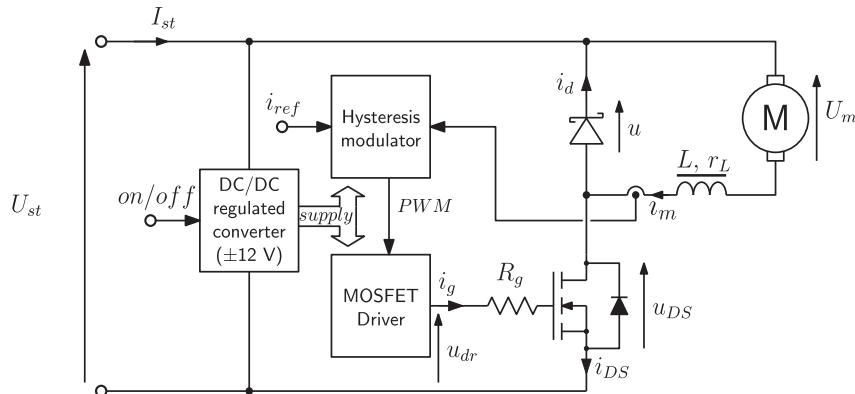 I_st
i_d
i_ref
Hysteresis
modulator
u
M
U_m
L, r_L
on/off
DC/DC
regulated
converter
(±12 V)
supply
PWM
i_m
U_st
MOSFET
Driver
i_g
R_g
u_DS
u_dr
i_DS